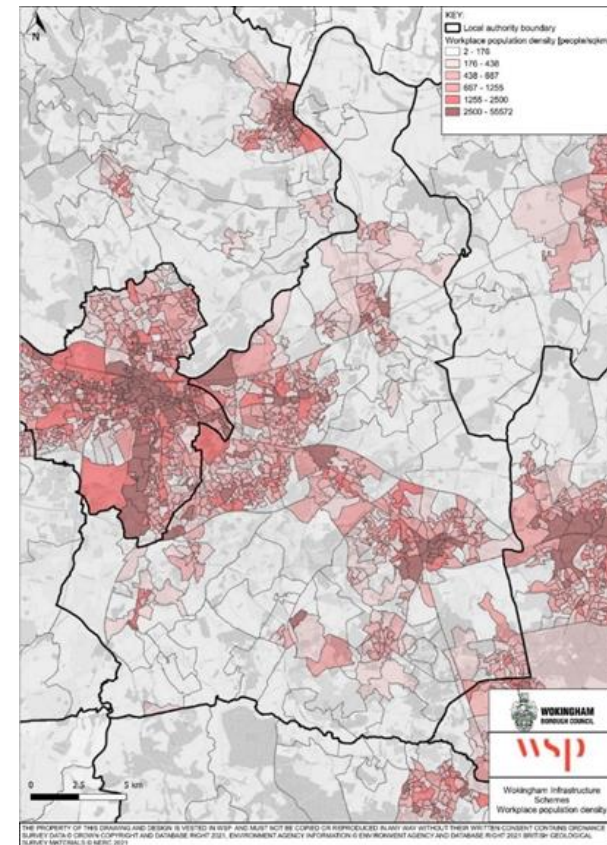 N
KEY:
Local authority boundary
Workplace population density [people/sqkm]
2 - 176
176 - 438
438 - 687
667 - 1255
1255 - 2500
2500 - 55572
WOKINGHAM
BOROUGH COUNCIL
wsp
0 2.5 5 km
Wokingham Infrastructure
Schemes
Workplace population density
THE PROPERTY OF THIS DRAWING AND DESIGN IS VESTED IN WSP AND MUST NOT BE COPIED OR REPRODUCED IN ANY WAY WITHOUT THEIR WRITTEN CONSENT CONTAINS ORDNANCE
SURVEY DATA © CROWN COPYRIGHT AND DATABASE RIGHT 2021, ENVIRONMENT AGENCY INFORMATION © ENVIRONMENT AGENCY AND DATABASE RIGHT 2021 BRITISH GEOLOGICAL
SURVEY MATERIALS © NERC 2021